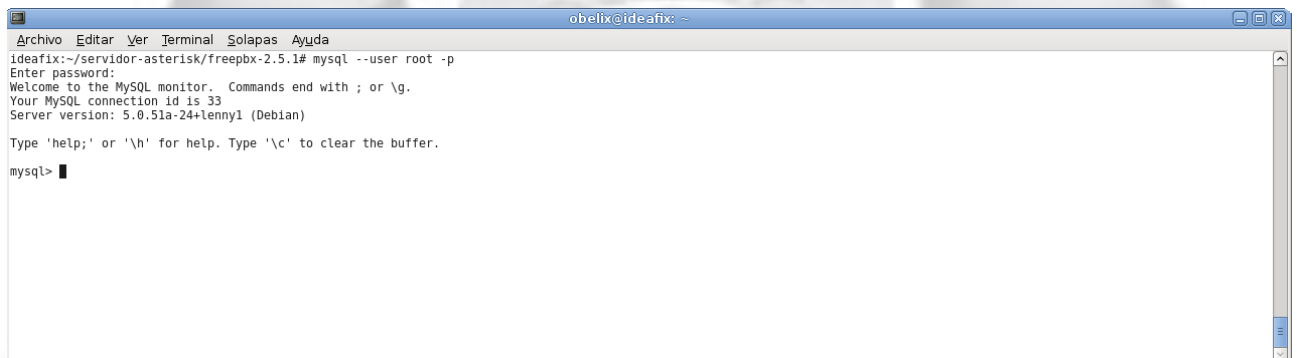 obelix@ideafix: ~
Archivo Editar Ver Terminal Solapas Ayuda
ideafix:~/servidor-asterisk/freepbx-2.5.1# mysql --user root -p
Enter password:
Welcome to the MySQL monitor.  Commands end with ; or \g.
Your MySQL connection id is 33
Server version: 5.0.51a-24+lenny1 (Debian)
Type 'help;' or '\h' for help. Type '\c' to clear the buffer.
mysql>